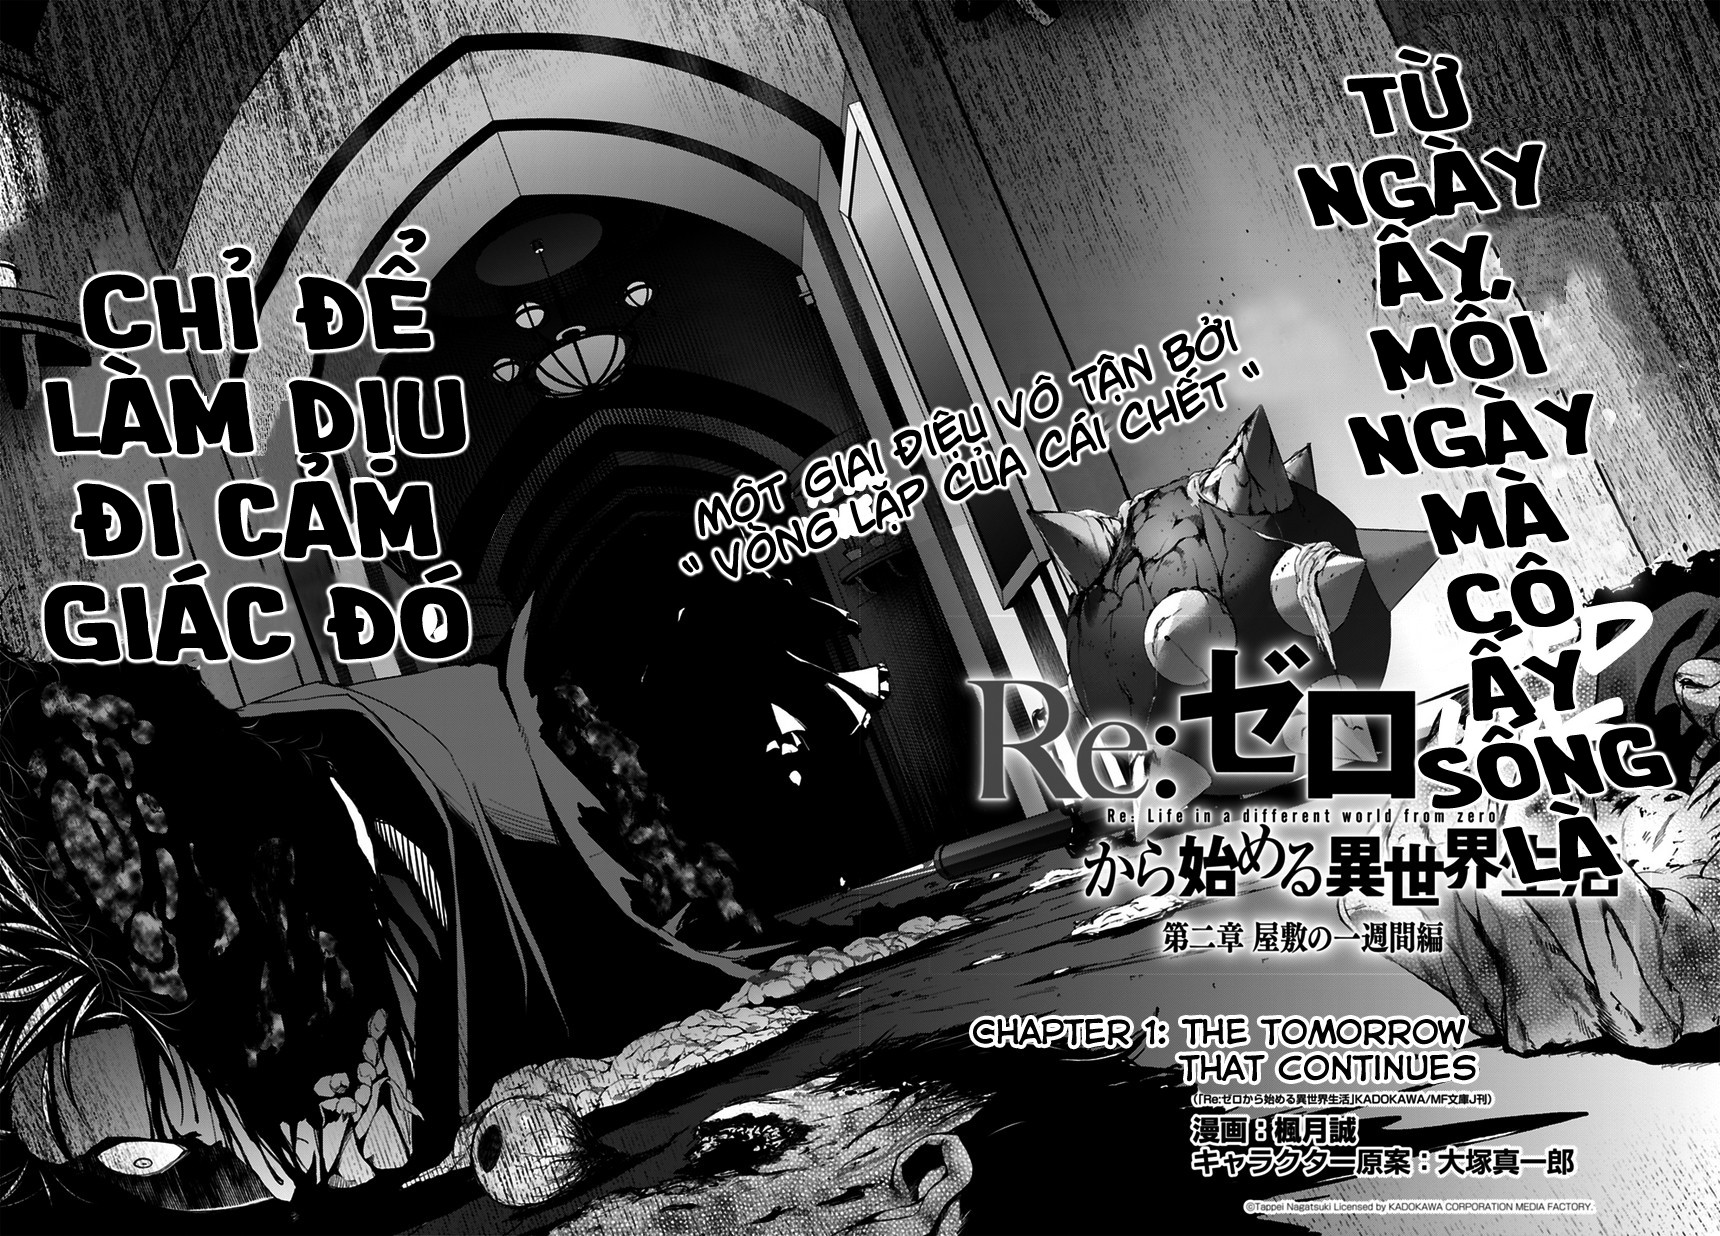 TỪ
NGÀY
ẤY,
MỖI
NGÀY
MÀ
CÔ
ẤY
SỐNG
LÀ
CHỈ ĐỂ
LÀM DỊU
ĐI CẢM
GIÁC ĐÓ
MỘT GIAI ĐIỆU VÔ TẬN BỞI
" VÒNG LẶP CỦA CÁI CHẾT "
Re:ゼロ
Re: Life in a different world from zero
から始める異世界生活
第二章 屋敷の一週間編
CHAPTER 1: THE TOMORROW
THAT CONTINUES
(「Re:ゼロから始める異世界生活」KADOKAWA/MF文庫J刊)
漫画：楓月誠
キャラクター原案：大塚真一郎
©Tappei Nagatsuki Licensed by KADOKAWA CORPORATION MEDIA FACTORY.